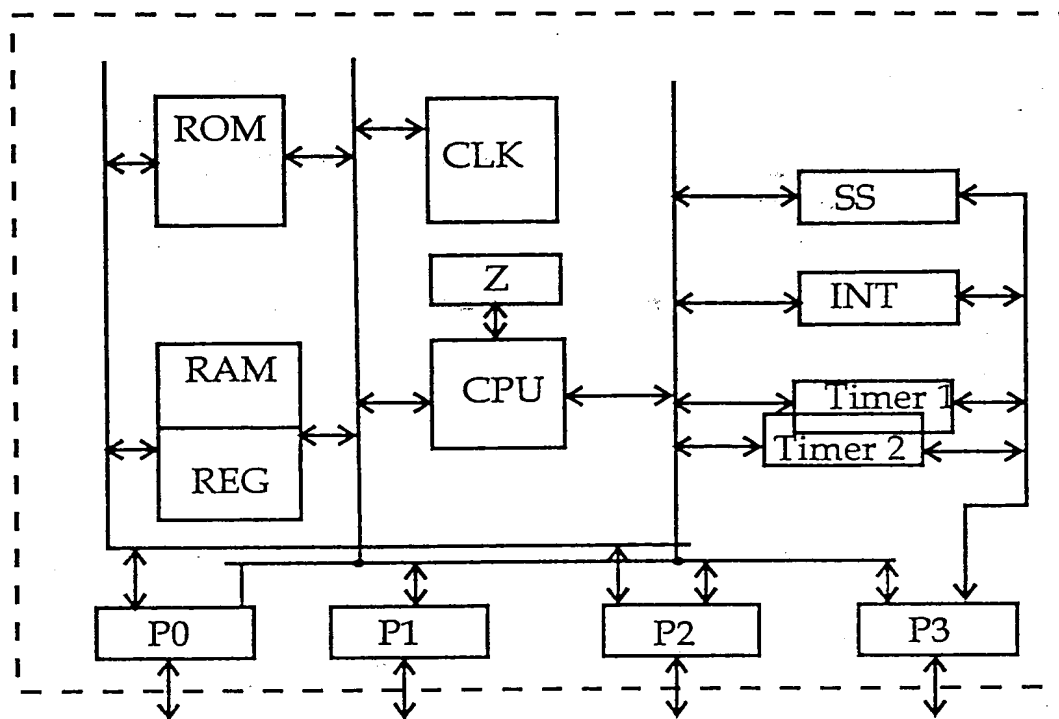 ROM
CLK
SS
Z
INT
RAM
CPU
Timer 1
REG
Timer 2
P0
P1
P2
P3